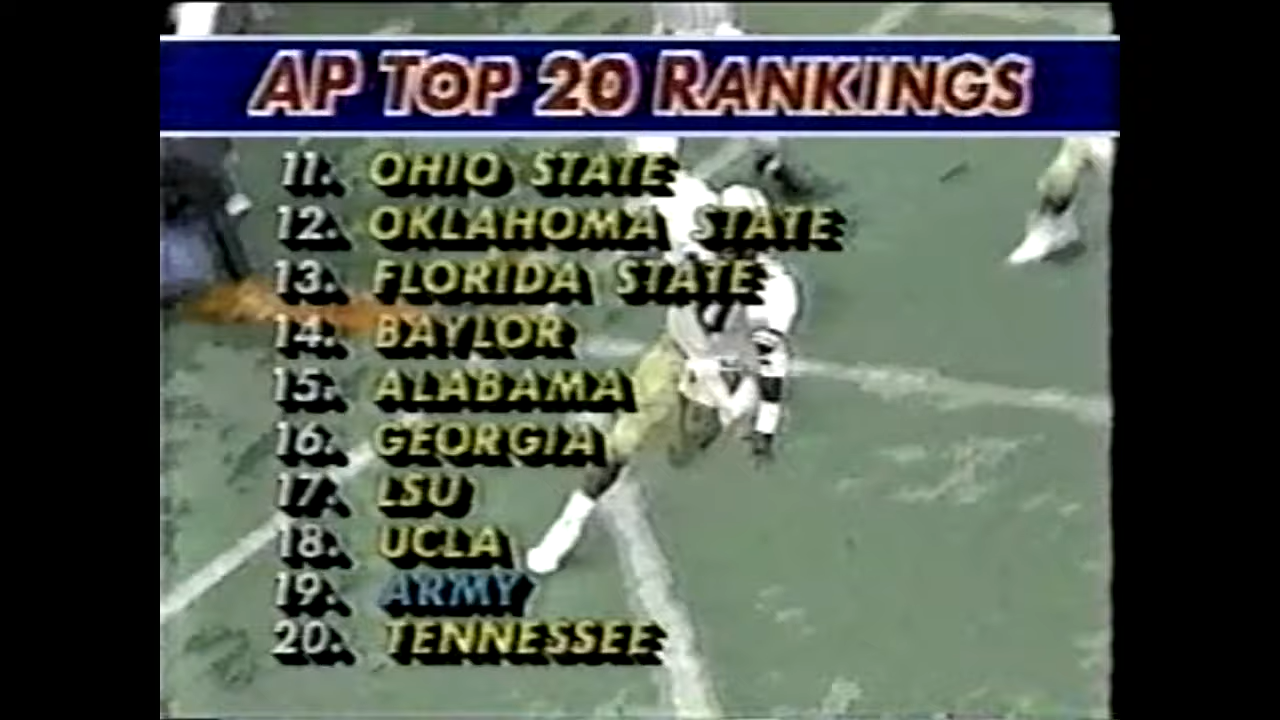 AP TOP 20 RANKINGS
11. OHIO STATE
12. OKLAHOMA STATE
13. FLORIDA STATE
14. BAYLOR
15. ALABAMA
16. GEORGIA
17. LSU
18. UCLA
19. ARMY
20. TENNESSEE